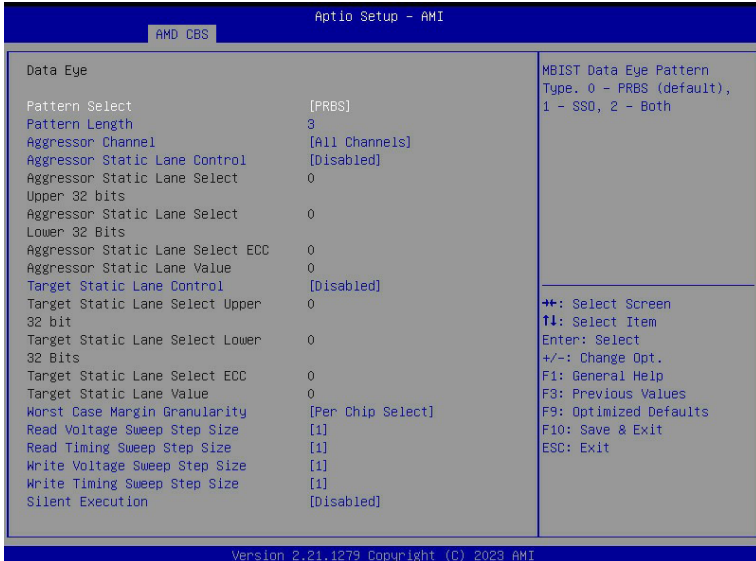 Aptio Setup - AMI
AMD CBS
Data Eye
Pattern Select [PRBS]
Pattern Length 3
Aggressor Channel [All Channels]
Aggressor Static Lane Control [Disabled]
Aggressor Static Lane Select 0
Upper 32 bits
Aggressor Static Lane Select 0
Lower 32 Bits
Aggressor Static Lane Select ECC 0
Aggressor Static Lane Value 0
Target Static Lane Control [Disabled]
Target Static Lane Select Upper 0
32 bit
Target Static Lane Select Lower 0
32 Bits
Target Static Lane Select ECC 0
Target Static Lane Value 0
Worst Case Margin Granularity [Per Chip Select]
Read Voltage Sweep Step Size [1]
Read Timing Sweep Step Size [1]
Write Voltage Sweep Step Size [1]
Write Timing Sweep Step Size [1]
Silent Execution [Disabled]
MBIST Data Eye Pattern
Type. 0 - PRBS (default),
1 - SSO, 2 - Both
→←: Select Screen
↑↓: Select Item
Enter: Select
+/-: Change Opt.
F1: General Help
F3: Previous Values
F9: Optimized Defaults
F10: Save & Exit
ESC: Exit
Version 2.21.1279 Copyright (C) 2023 AMI